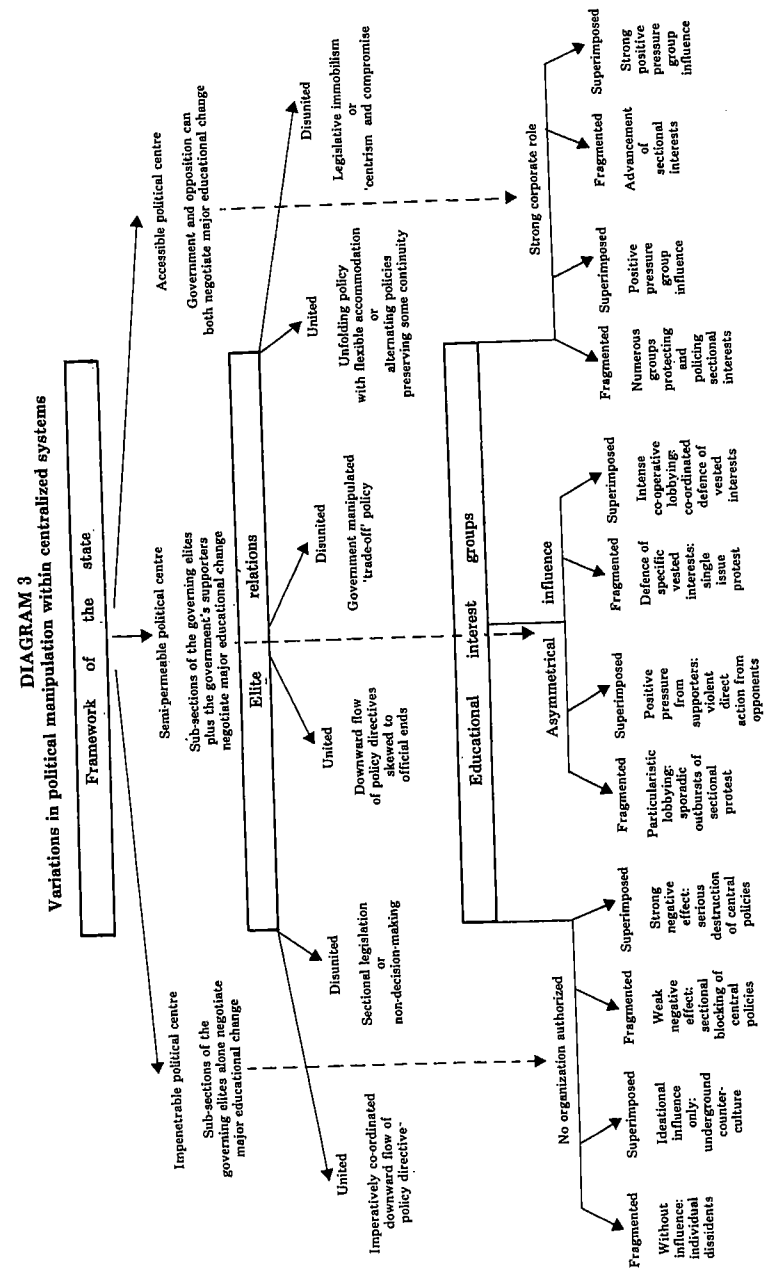 DIAGRAM 3
Variations in political manipulation within centralized systems
Framework of the state
Impenetrable political centre
Sub-sections of the
governing elites alone negotiate
major educational change
Semi-permeable political centre
Sub-sections of the governing elites
plus the government's supporters
negotiate major educational change
Accessible political centre
Government and opposition can
both negotiate major educational change
Elite relations
United
Imperatively co-ordinated
downward flow of
policy directive-
Disunited
Sectional legislation
or
non-decision-making
United
Downward flow
of policy directives
skewed to
official ends
Disunited
Government manipulated
'trade-off' policy
United
Unfolding policy
with flexible accommodation
or
alternating policies
preserving some continuity
Disunited
Legislative immobilism
or
'centrism and compromise
Educational interest groups
No organization authorized
Asymmetrical influence
Strong corporate role
Fragmented
Without
influence:
individual
dissidents
Superimposed
Ideational
influence
only:
underground
counter-
culture
Fragmented
Weak
negative
effect:
sectional
blocking of
central
policies
Superimposed
Strong
negative
effect:
serious
destruction
of central
policies
Fragmented
Particularistic
lobbying:
sporadic
outbursts of
sectional
protest
Superimposed
Positive
pressure
from
supporters:
violent
direct
action from
opponents
Fragmented
Defence of
specific
vested
interests:
single
issue
protest
Superimposed
Intense
co-operative
lobbying:
co-ordinated
defence of
vested
interests
Fragmented
Numerous
groups
protecting
and
policing
sectional
interests
Superimposed
Positive
pressure
group
influence
Fragmented
Advancement
of
sectional
interests
Superimposed
Strong
positive
pressure
group
influence